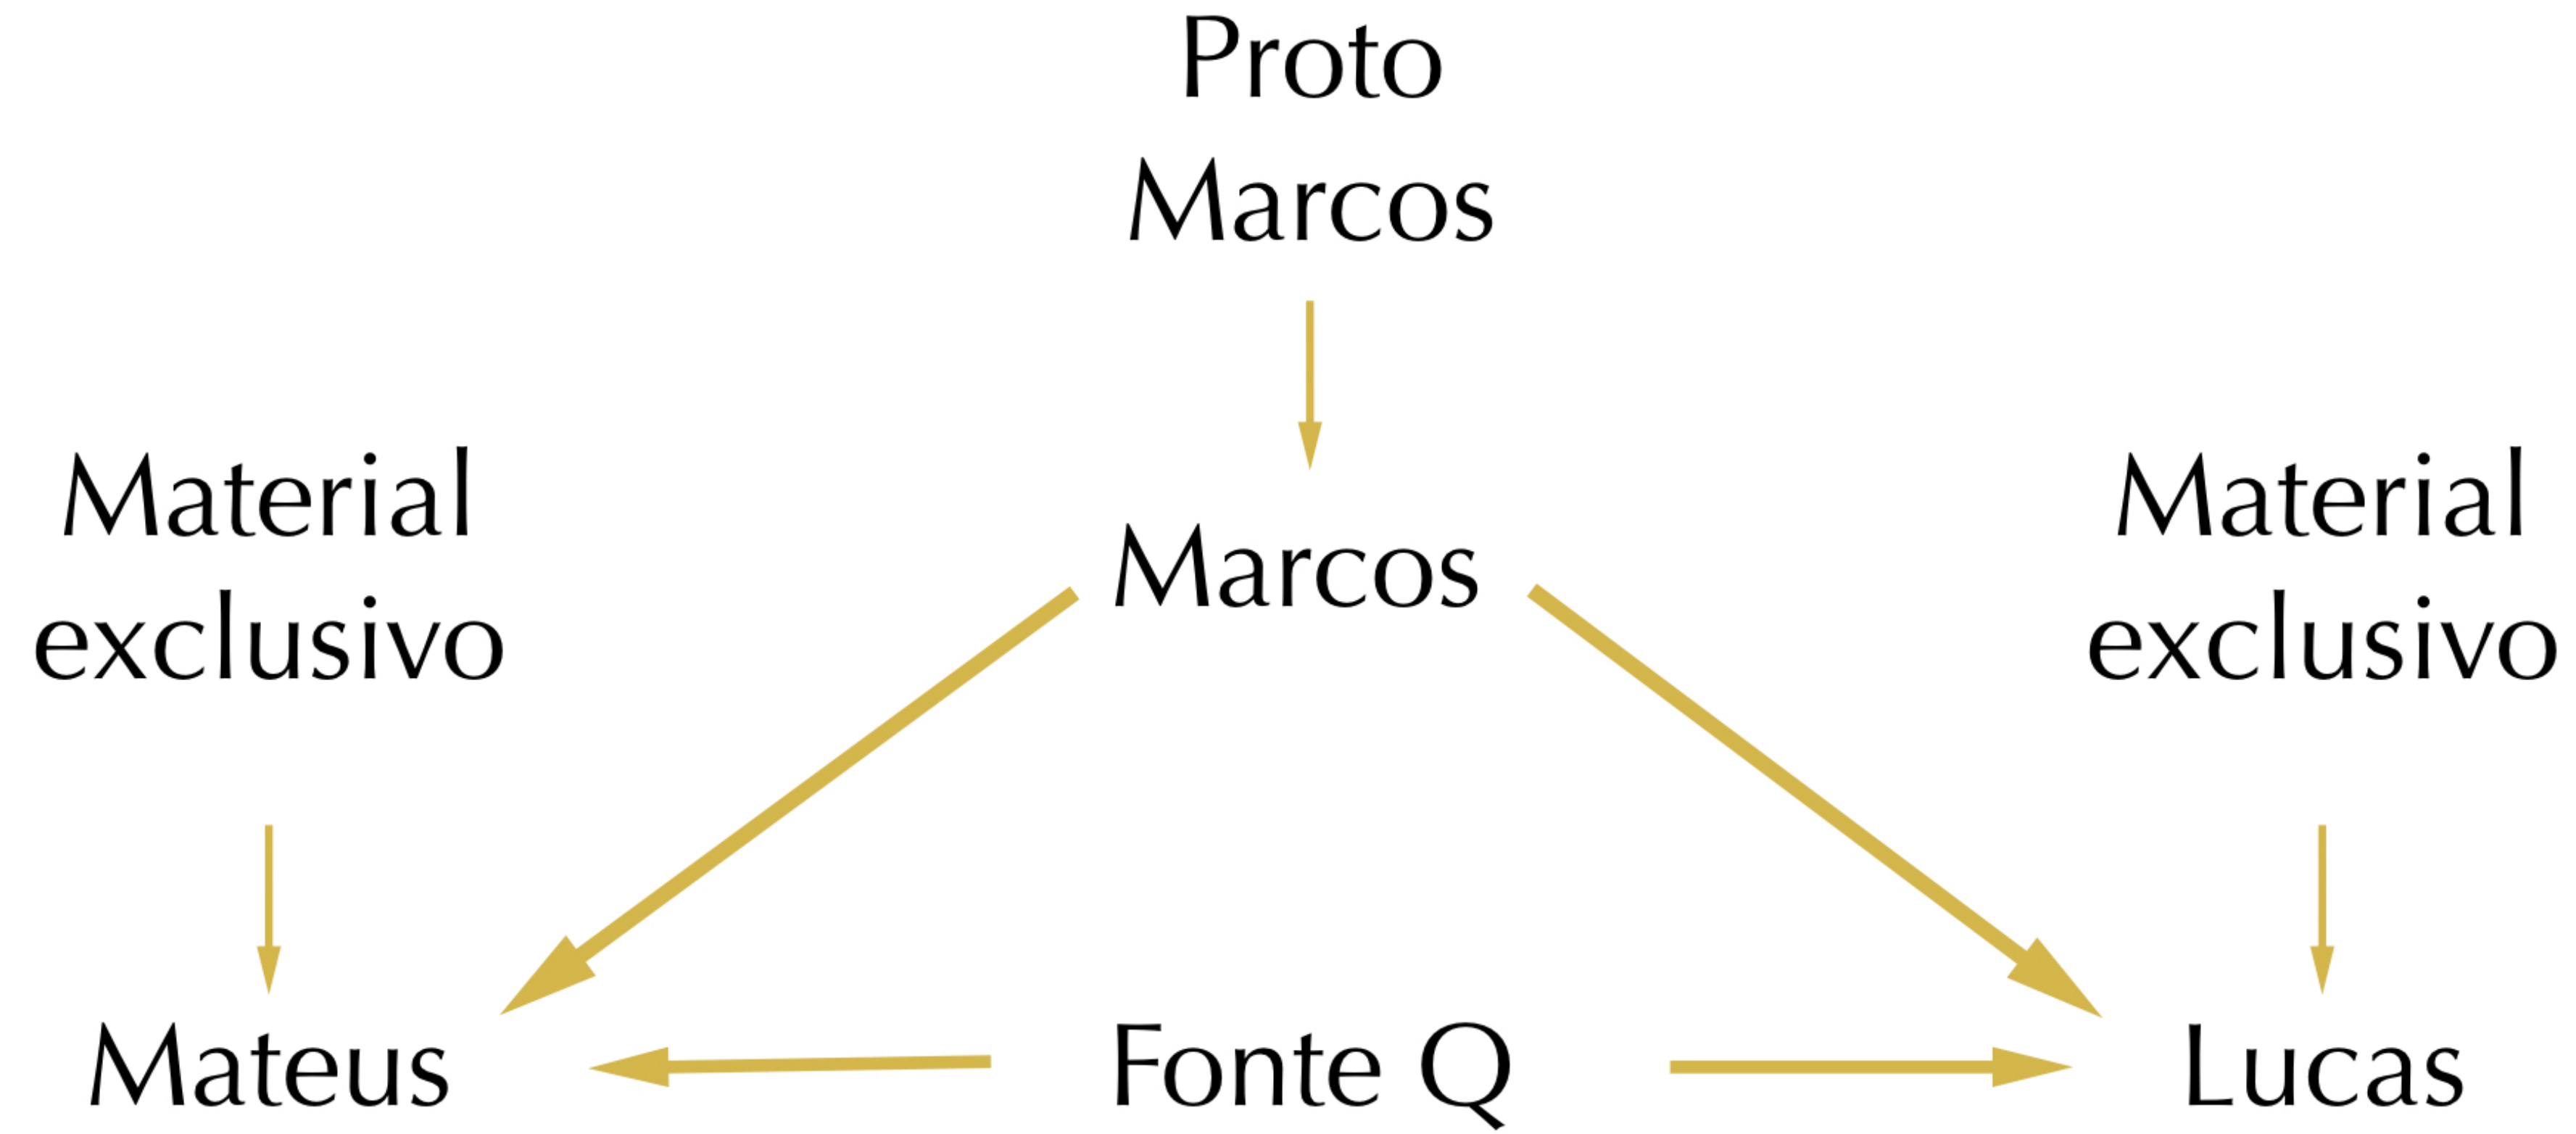 Proto
Marcos
Material
exclusivo
Marcos
Material
exclusivo
Mateus
Fonte Q
Lucas